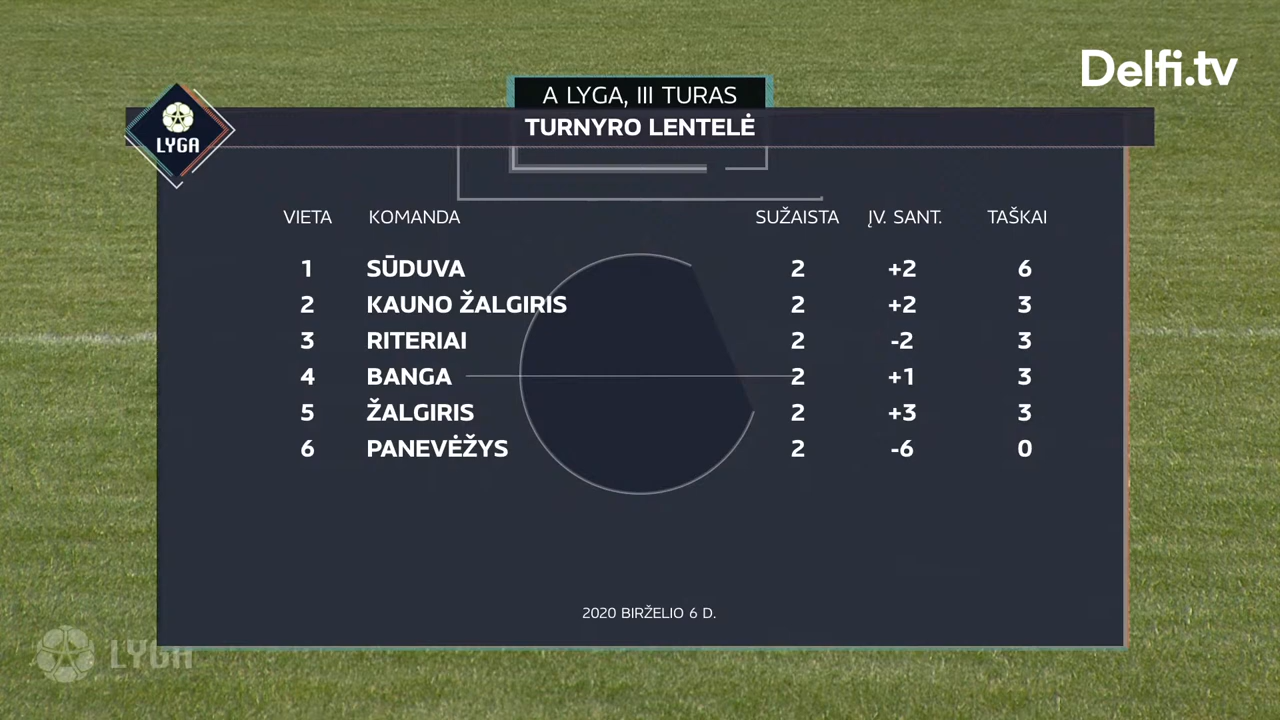 Delfi.tv
A LYGA, III TURAS
TURNYRO LENTELĖ
LYGA
VIETA KOMANDA SUŽAISTA ĮV. SANT. TAŠKAI
1 SŪDUVA 2 +2 6
2 KAUNO ŽALGIRIS 2 +2 3
3 RITERIAI 2 -2 3
4 BANGA 2 +1 3
5 ŽALGIRIS 2 +3 3
6 PANEVĖŽYS 2 -6 0
2020 BIRŽELIO 6 D.
LYGA